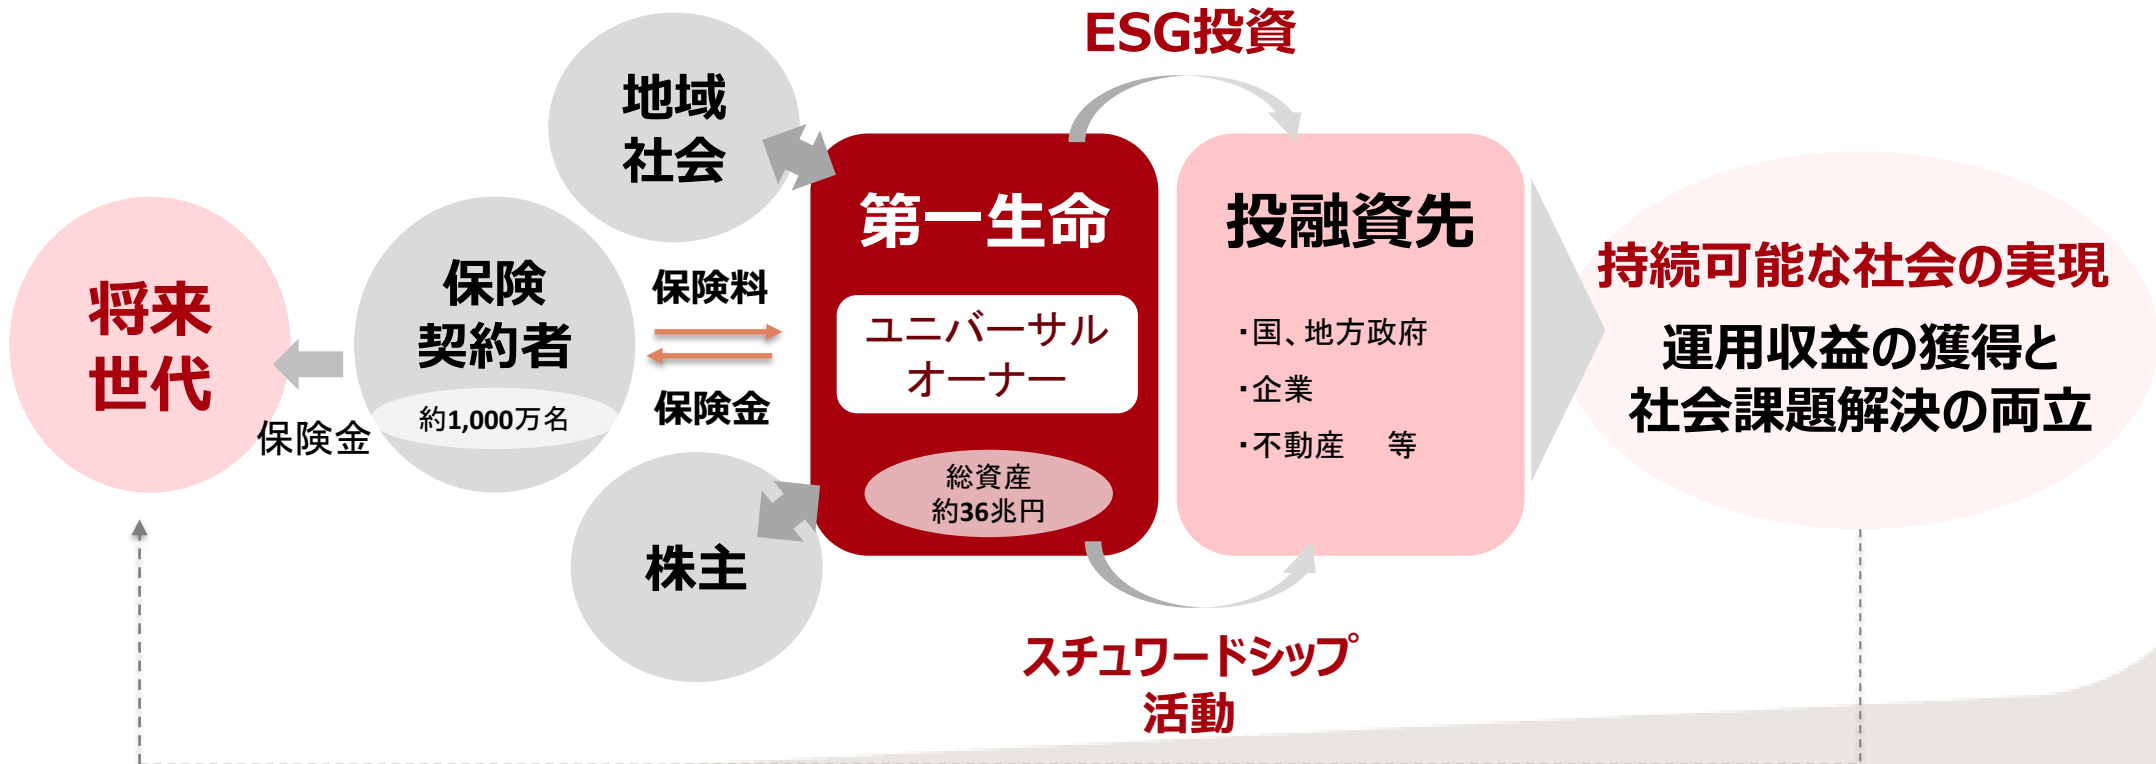 ESG投資
地域
社会
将来
世代
保険
契約者
約1,000万名
保険金
保険料
保険金
株主
第一生命
ユニバーサル
オーナー
総資産
約36兆円
投融資先
・国、地方政府
・企業
・不動産 等
スチュワードシップ
活動
持続可能な社会の実現
運用収益の獲得と
社会課題解決の両立